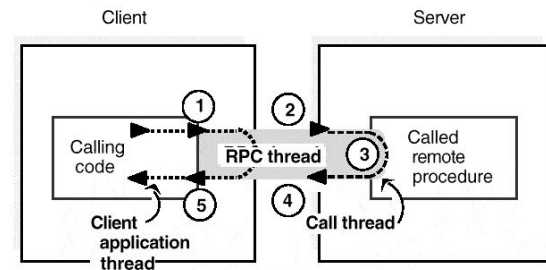 Client
Server
1
2
Calling
code
RPC thread
3
Called
remote
procedure
5
4
Client
application
thread
Call thread